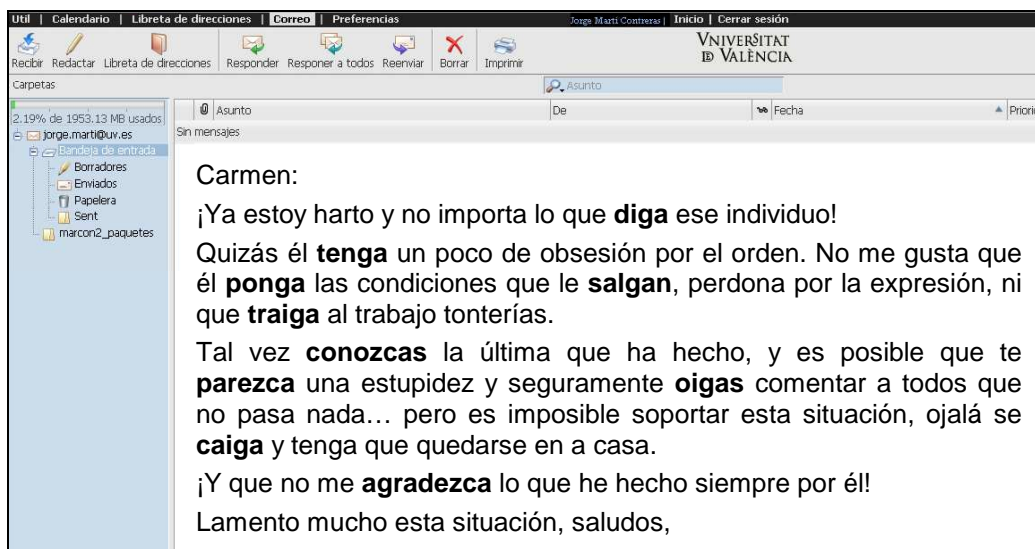 Util | Calendario | Libreta de direcciones | Correo | Preferencias Jorge Martí Contreras | Inicio | Cerrar sesión
Recibir Redactar Libreta de direcciones Responder Responer a todos Reenviar Borrar Imprimir
VNIVERSITAT
ID VALÈNCIA
Carpetas Asunto
2.19% de 1953.13 MB usados Asunto De Fecha Priori
jorge.marti@uv.es Sin mensajes
Bandeja de entrada
Borradores
Enviados
Papelera
Sent
marcon2_paquetes
Carmen:
¡Ya estoy harto y no importa lo que diga ese individuo!
Quizás él tenga un poco de obsesión por el orden. No me gusta que
él ponga las condiciones que le salgan, perdona por la expresión, ni
que traiga al trabajo tonterías.
Tal vez conozcas la última que ha hecho, y es posible que te
parezca una estupidez y seguramente oigas comentar a todos que
no pasa nada… pero es imposible soportar esta situación, ojalá se
caiga y tenga que quedarse en a casa.
¡Y que no me agradezca lo que he hecho siempre por él!
Lamento mucho esta situación, saludos,